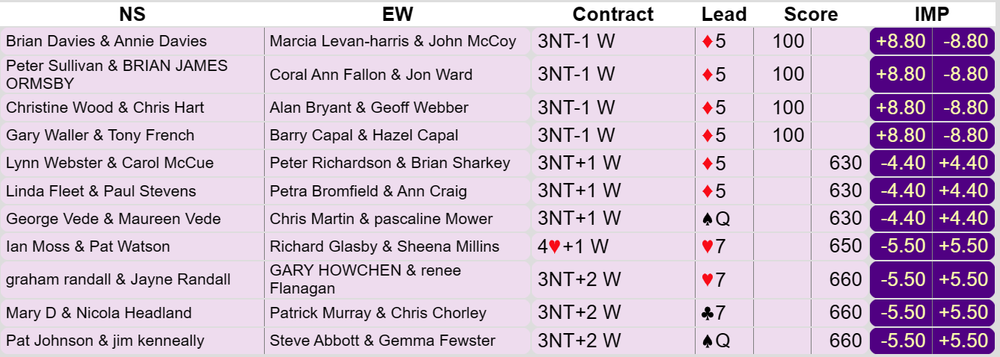 NS EW Contract Lead Score IMP
Brian Davies & Annie Davies Marcia Levan-harris & John McCoy 3NT-1 W ♦5 100 +8.80 -8.80
Peter Sullivan & BRIAN JAMES
ORMSBY Coral Ann Fallon & Jon Ward 3NT-1 W ♦5 100 +8.80 -8.80
Christine Wood & Chris Hart Alan Bryant & Geoff Webber 3NT-1 W ♦5 100 +8.80 -8.80
Gary Waller & Tony French Barry Capal & Hazel Capal 3NT-1 W ♦5 100 +8.80 -8.80
Lynn Webster & Carol McCue Peter Richardson & Brian Sharkey 3NT+1 W ♦5 630 -4.40 +4.40
Linda Fleet & Paul Stevens Petra Bromfield & Ann Craig 3NT+1 W ♦5 630 -4.40 +4.40
George Vede & Maureen Vede Chris Martin & pascaline Mower 3NT+1 W ♠Q 630 -4.40 +4.40
Ian Moss & Pat Watson Richard Glasby & Sheena Millins 4♥+1 W ♥7 650 -5.50 +5.50
graham randall & Jayne Randall GARY HOWCHEN & renee
Flanagan 3NT+2 W ♥7 660 -5.50 +5.50
Mary D & Nicola Headland Patrick Murray & Chris Chorley 3NT+2 W ♣7 660 -5.50 +5.50
Pat Johnson & jim kenneally Steve Abbott & Gemma Fewster 3NT+2 W ♠Q 660 -5.50 +5.50